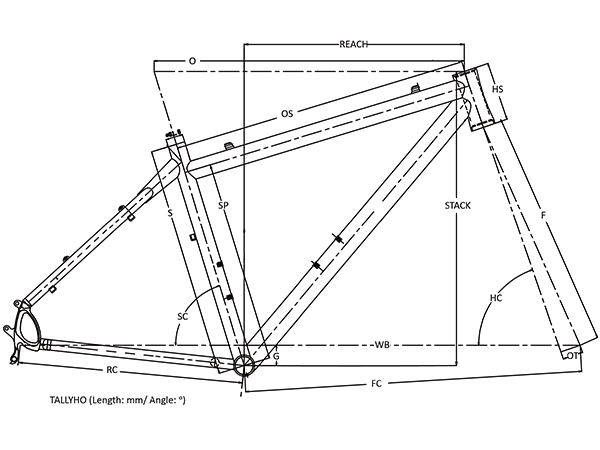 REACH
O
HS
OS
S
SP
STACK
F
HC
SC
WB
G
OT
RC
FC
TALLYHO (Length: mm/ Angle: º)